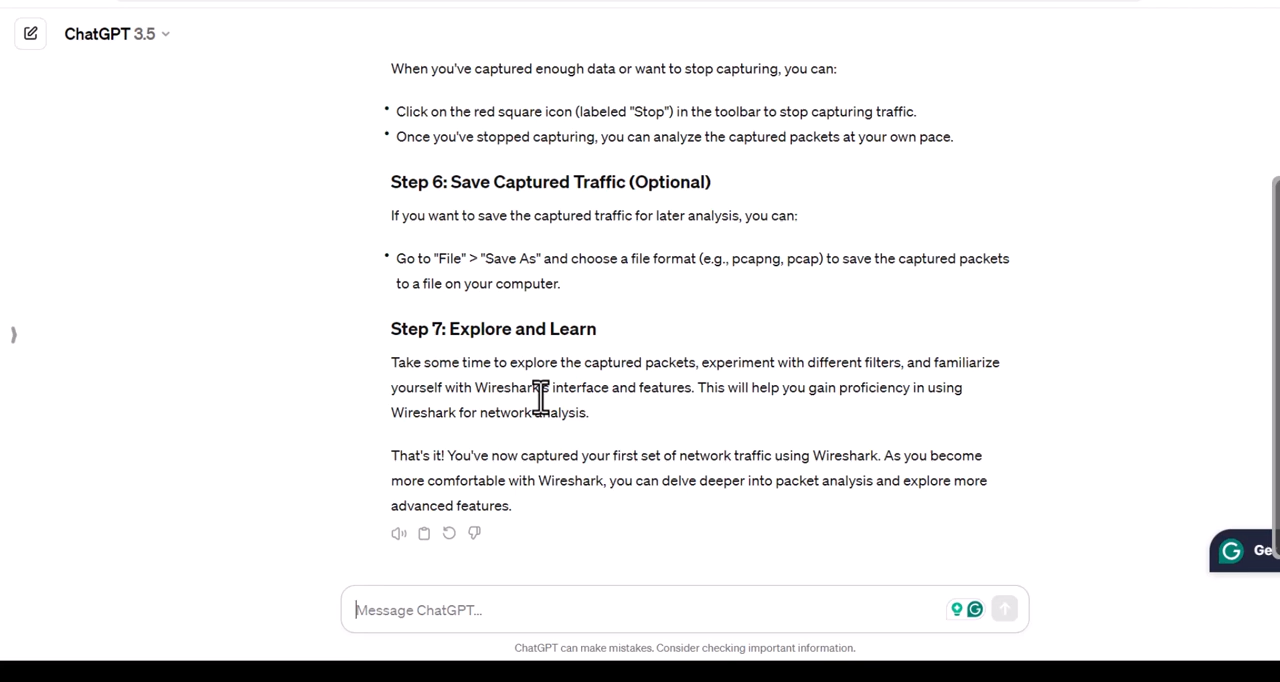 ChatGPT 3.5
When you've captured enough data or want to stop capturing, you can:
• Click on the red square icon (labeled "Stop") in the toolbar to stop capturing traffic.
• Once you've stopped capturing, you can analyze the captured packets at your own pace.
Step 6: Save Captured Traffic (Optional)
If you want to save the captured traffic for later analysis, you can:
• Go to "File" > "Save As" and choose a file format (e.g., pcapng, pcap) to save the captured packets
to a file on your computer.
Step 7: Explore and Learn
Take some time to explore the captured packets, experiment with different filters, and familiarize
yourself with Wireshark's interface and features. This will help you gain proficiency in using
Wireshark for network analysis.
That's it! You've now captured your first set of network traffic using Wireshark. As you become
more comfortable with Wireshark, you can delve deeper into packet analysis and explore more
advanced features.
Ge
Message ChatGPT...
ChatGPT can make mistakes. Consider checking important information.